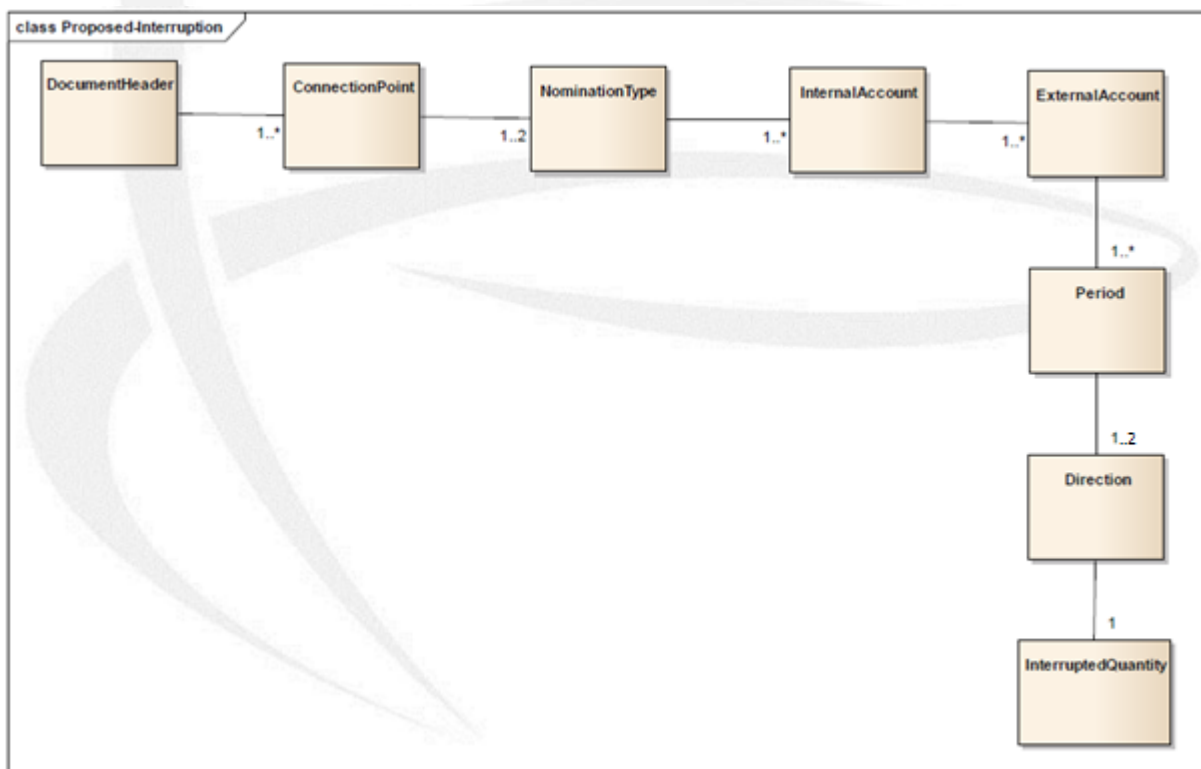 class Proposed-Interruption
DocumentHeader
ConnectionPoint
NominationType
InternalAccount
ExternalAccount
1..*
1..2
1..*
1..*
1..*
Period
1..2
Direction
1
InterruptedQuantity